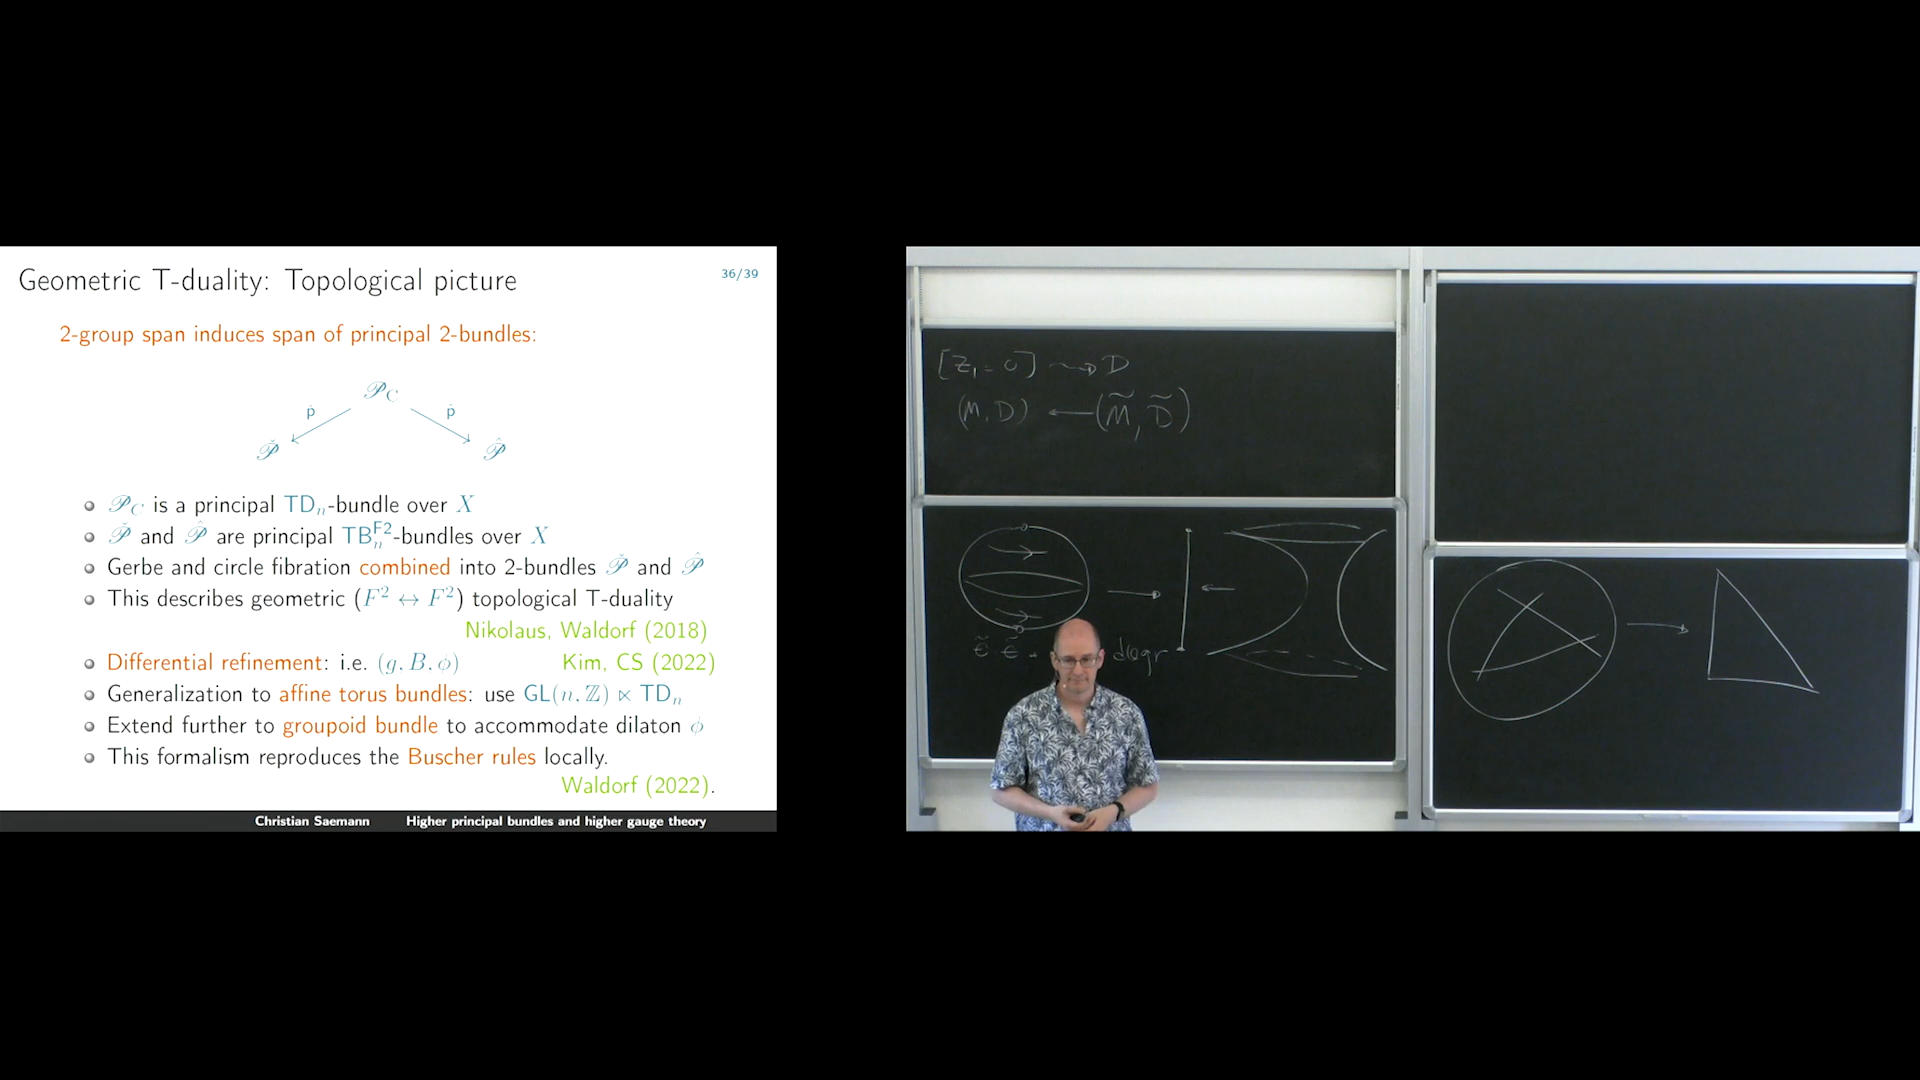 Geometric T-duality: Topological picture
36/39
2-group span induces span of principal 2-bundles:
𝒫_C
p̌ p̂
𝒫̌ 𝒫̂
𝒫_C is a principal TD_n-bundle over X
𝒫̌ and 𝒫̂ are principal TB_n^F2-bundles over X
Gerbe and circle fibration combined into 2-bundles 𝒫̌ and 𝒫̂
This describes geometric (F² ↔ F²) topological T-duality
Nikolaus, Waldorf (2018)
Differential refinement: i.e. (g, B, ϕ) Kim, CS (2022)
Generalization to affine torus bundles: use GL(n, ℤ) ⋉ TD_n
Extend further to groupoid bundle to accommodate dilaton ϕ
This formalism reproduces the Buscher rules locally.
Waldorf (2022).
Christian Saemann Higher principal bundles and higher gauge theory
[Z₁ = 0] ⇝ D
(M, D) ← (M̃, D̃)